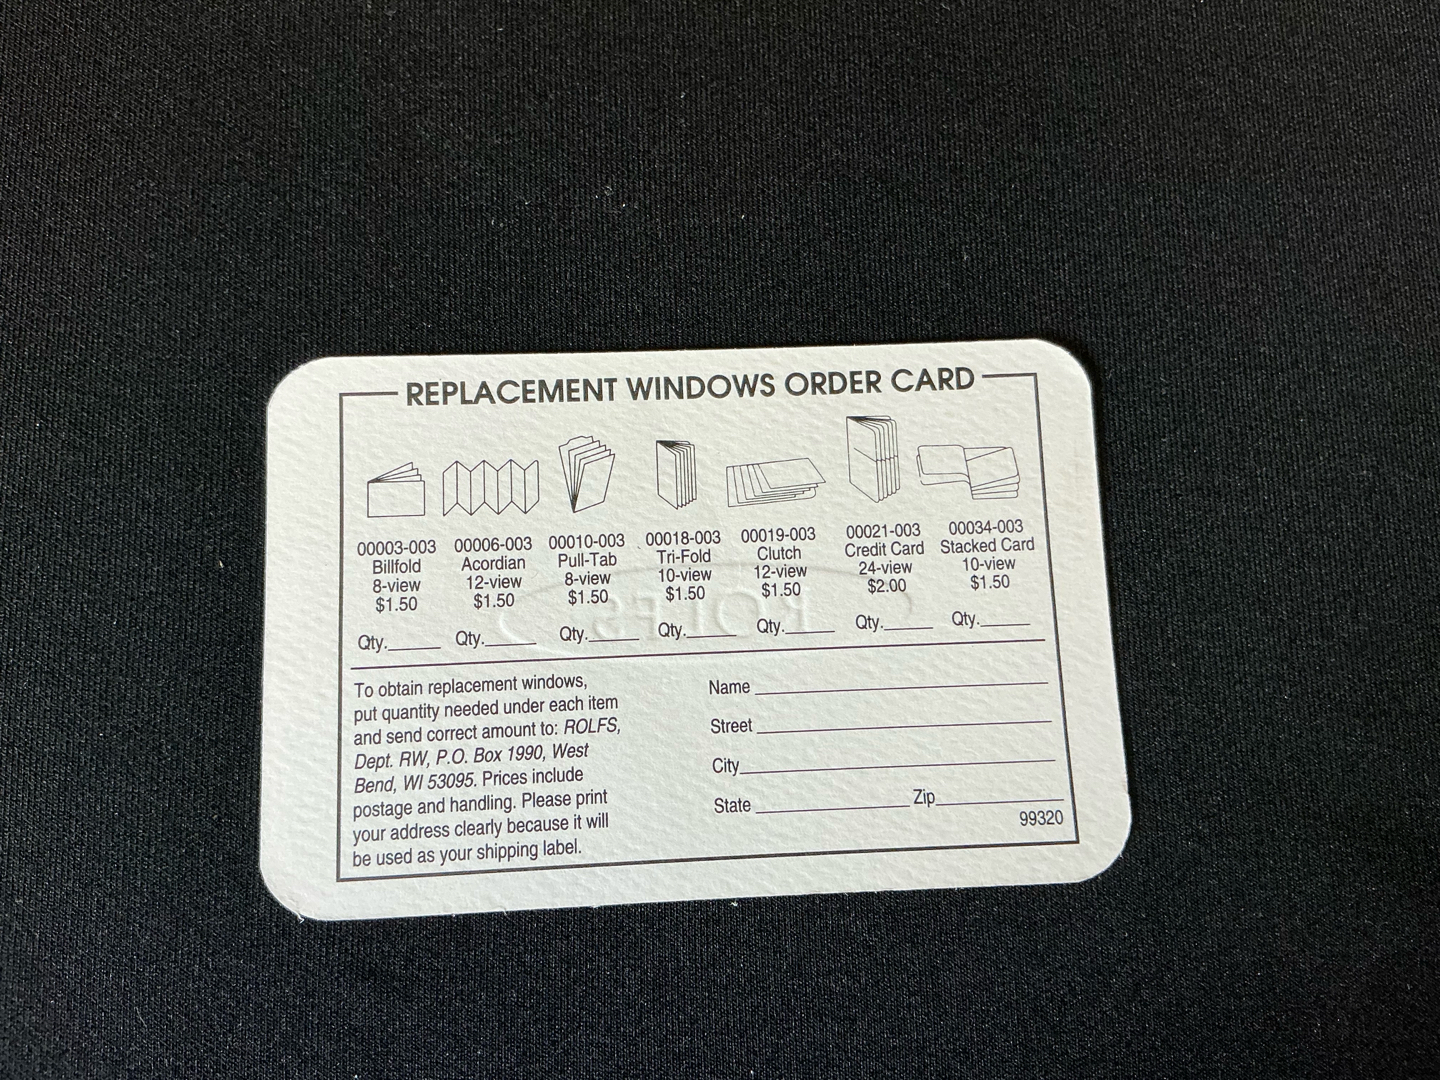 REPLACEMENT WINDOWS ORDER CARD
00003-003
Billfold
8-view
$1.50
Qty.
00006-003
Acordian
12-view
$1.50
Qty.
00010-003
Pull-Tab
8-view
$1.50
Qty.
00018-003
Tri-Fold
10-view
$1.50
Qty.
00019-003
Clutch
12-view
$1.50
Qty.
00021-003
Credit Card
24-view
$2.00
Qty.
00034-003
Stacked Card
10-view
$1.50
Qty.
ROLFS
To obtain replacement windows,
put quantity needed under each item
and send correct amount to: ROLFS,
Dept. RW, P.O. Box 1990, West
Bend, WI 53095. Prices include
postage and handling. Please print
your address clearly because it will
be used as your shipping label.
Name
Street
City
State Zip
99320